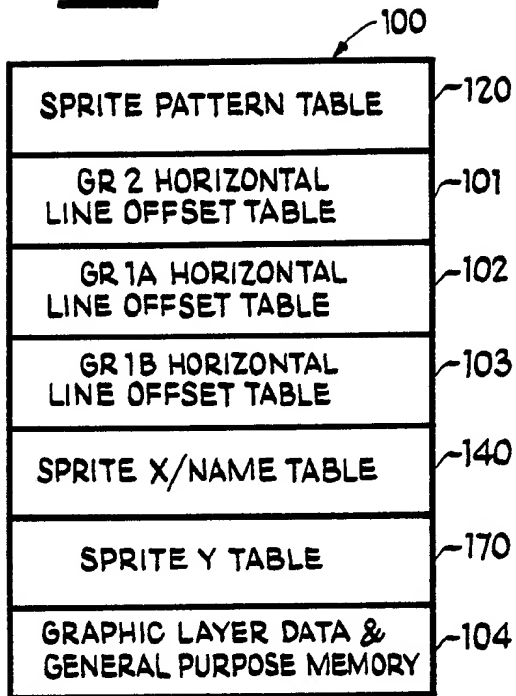 100
SPRITE PATTERN TABLE
120
GR 2 HORIZONTAL
LINE OFFSET TABLE
101
GR 1A HORIZONTAL
LINE OFFSET TABLE
102
GR 1B HORIZONTAL
LINE OFFSET TABLE
103
SPRITE X/NAME TABLE
140
SPRITE Y TABLE
170
GRAPHIC LAYER DATA &
GENERAL PURPOSE MEMORY
104